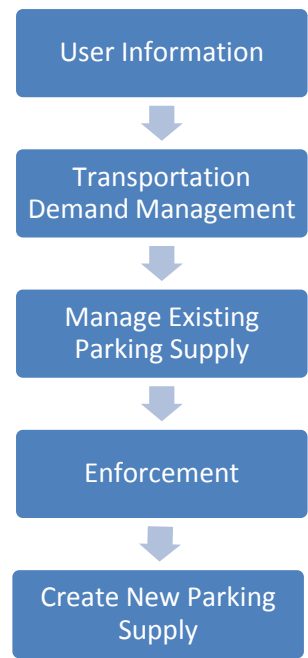 User Information
Transportation
Demand Management
Manage Existing
Parking Supply
Enforcement
Create New Parking
Supply